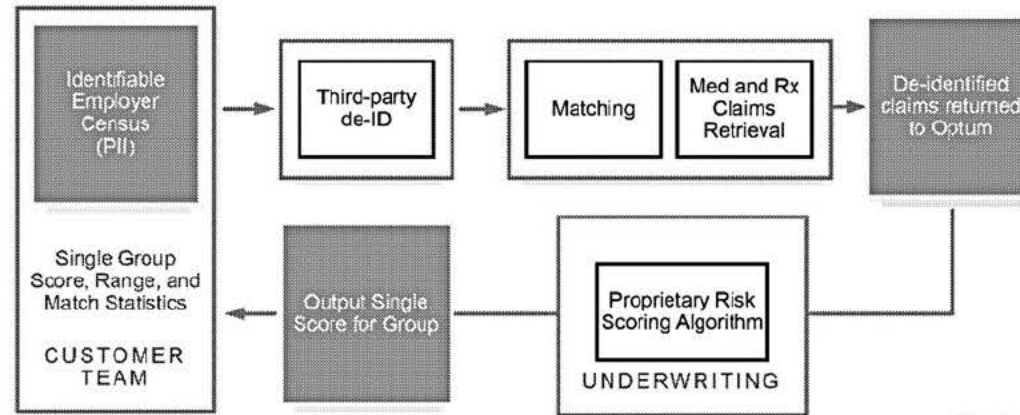 Identifiable
Employer
Census
(PII)
Third-party
de-ID
Matching
Med and Rx
Claims
Retrieval
De-identified
claims returned
to Optum
Single Group
Score, Range, and
Match Statistics
CUSTOMER
TEAM
Output Single
Score for Group
Proprietary Risk
Scoring Algorithm
UNDERWRITING